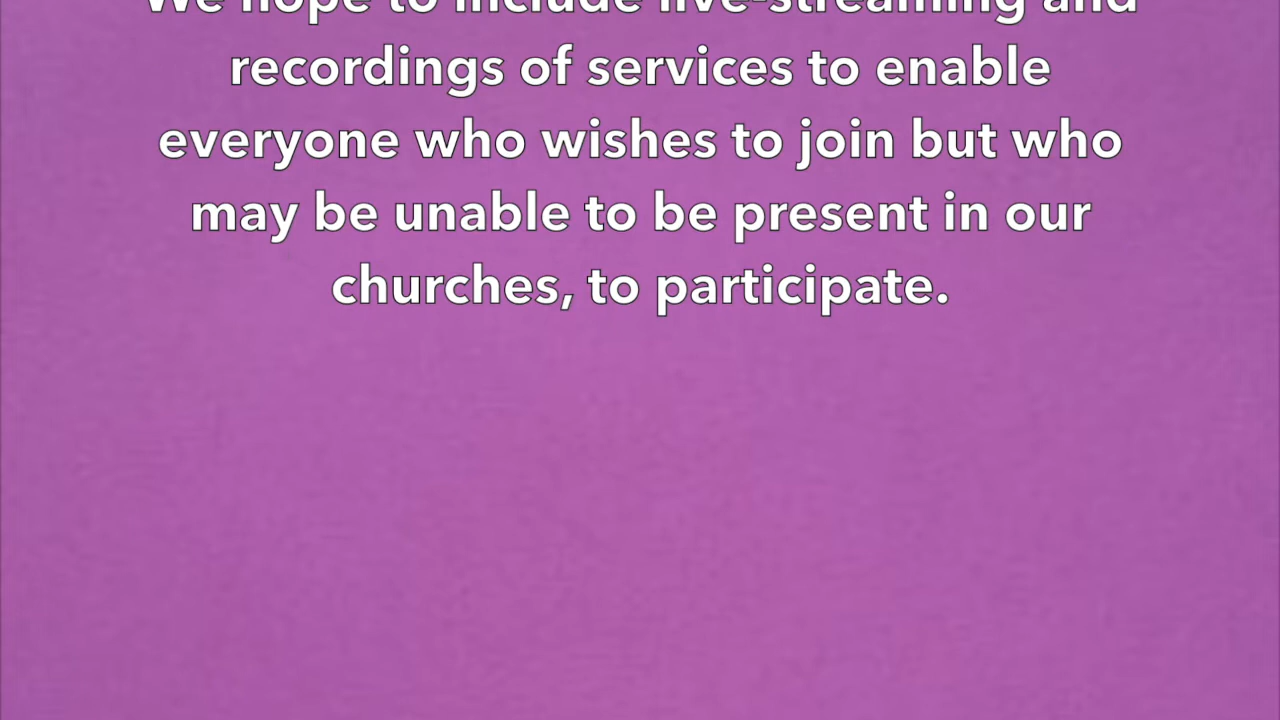 We hope to include live-streaming and
recordings of services to enable
everyone who wishes to join but who
may be unable to be present in our
churches, to participate.